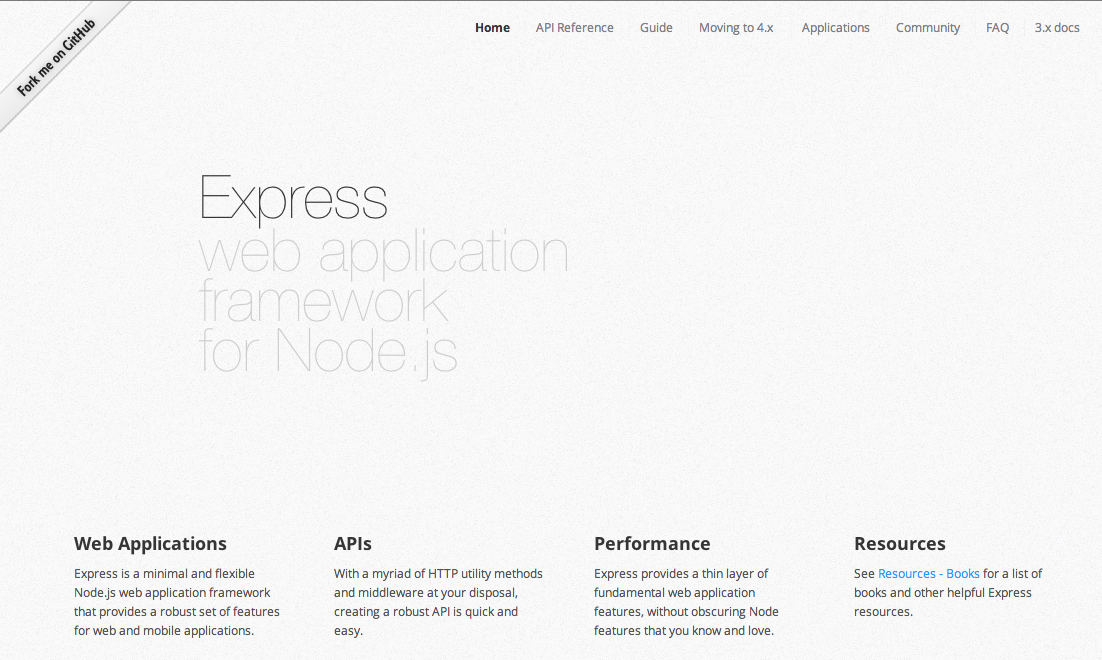 Fork me on GitHub
Home API Reference Guide Moving to 4.x Applications Community FAQ 3.x docs
Express
web application
framework
for Node.js
Web Applications
Express is a minimal and flexible
Node.js web application framework
that provides a robust set of features
for web and mobile applications.
APIs
With a myriad of HTTP utility methods
and middleware at your disposal,
creating a robust API is quick and
easy.
Performance
Express provides a thin layer of
fundamental web application
features, without obscuring Node
features that you know and love.
Resources
See Resources - Books for a list of
books and other helpful Express
resources.